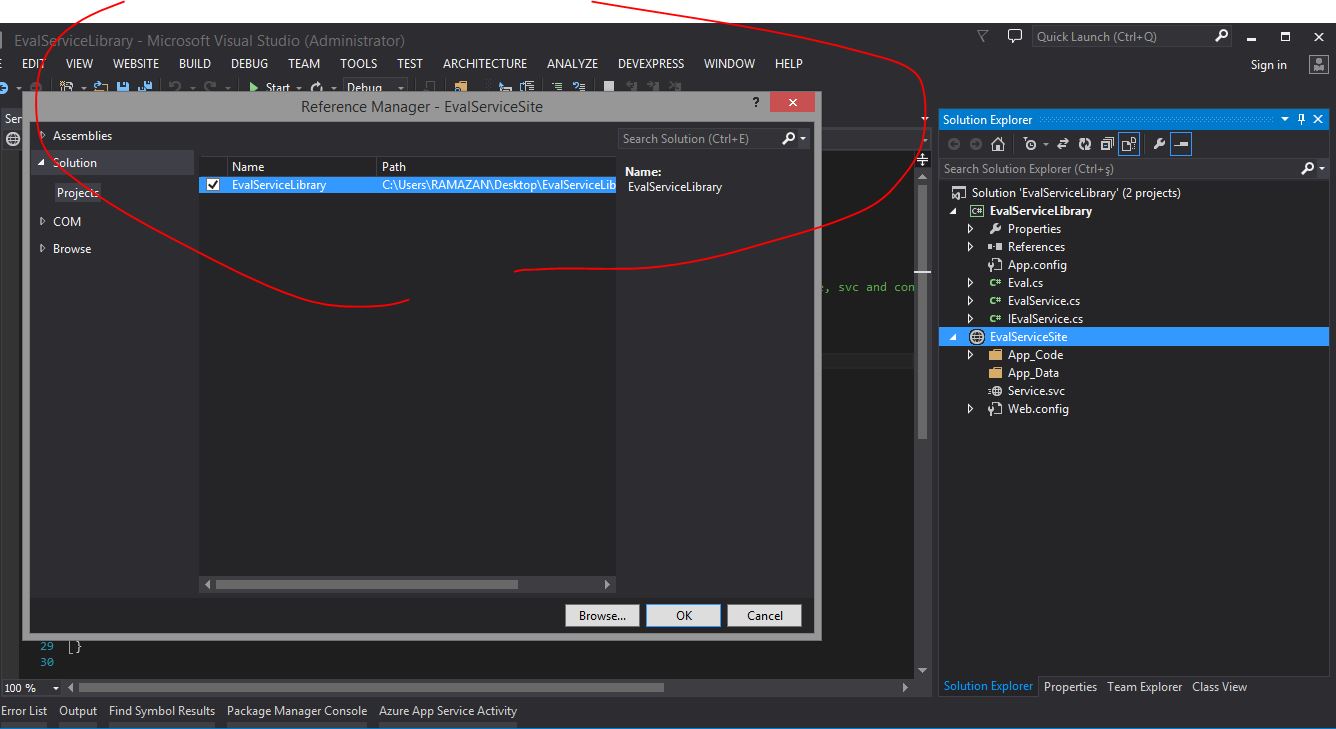 EvalServiceLibrary - Microsoft Visual Studio (Administrator)
Quick Launch (Ctrl+Q)
EDIT VIEW WEBSITE BUILD DEBUG TEAM TOOLS TEST ARCHITECTURE ANALYZE DEVEXPRESS WINDOW HELP
Sign in
Start Debug
Reference Manager - EvalServiceSite
?
Assemblies
Solution
Projects
COM
Browse
Search Solution (Ctrl+E)
Name Path
EvalServiceLibrary C:\Users\RAMAZAN\Desktop\EvalServiceLib
Name:
EvalServiceLibrary
Browse... OK Cancel
, svc and con
29 }
30
100 %
Solution Explorer
Search Solution Explorer (Ctrl+ş)
Solution 'EvalServiceLibrary' (2 projects)
C# EvalServiceLibrary
Properties
References
App.config
C# Eval.cs
C# EvalService.cs
C# IEvalService.cs
EvalServiceSite
App_Code
App_Data
Service.svc
Web.config
Solution Explorer Properties Team Explorer Class View
Error List Output Find Symbol Results Package Manager Console Azure App Service Activity